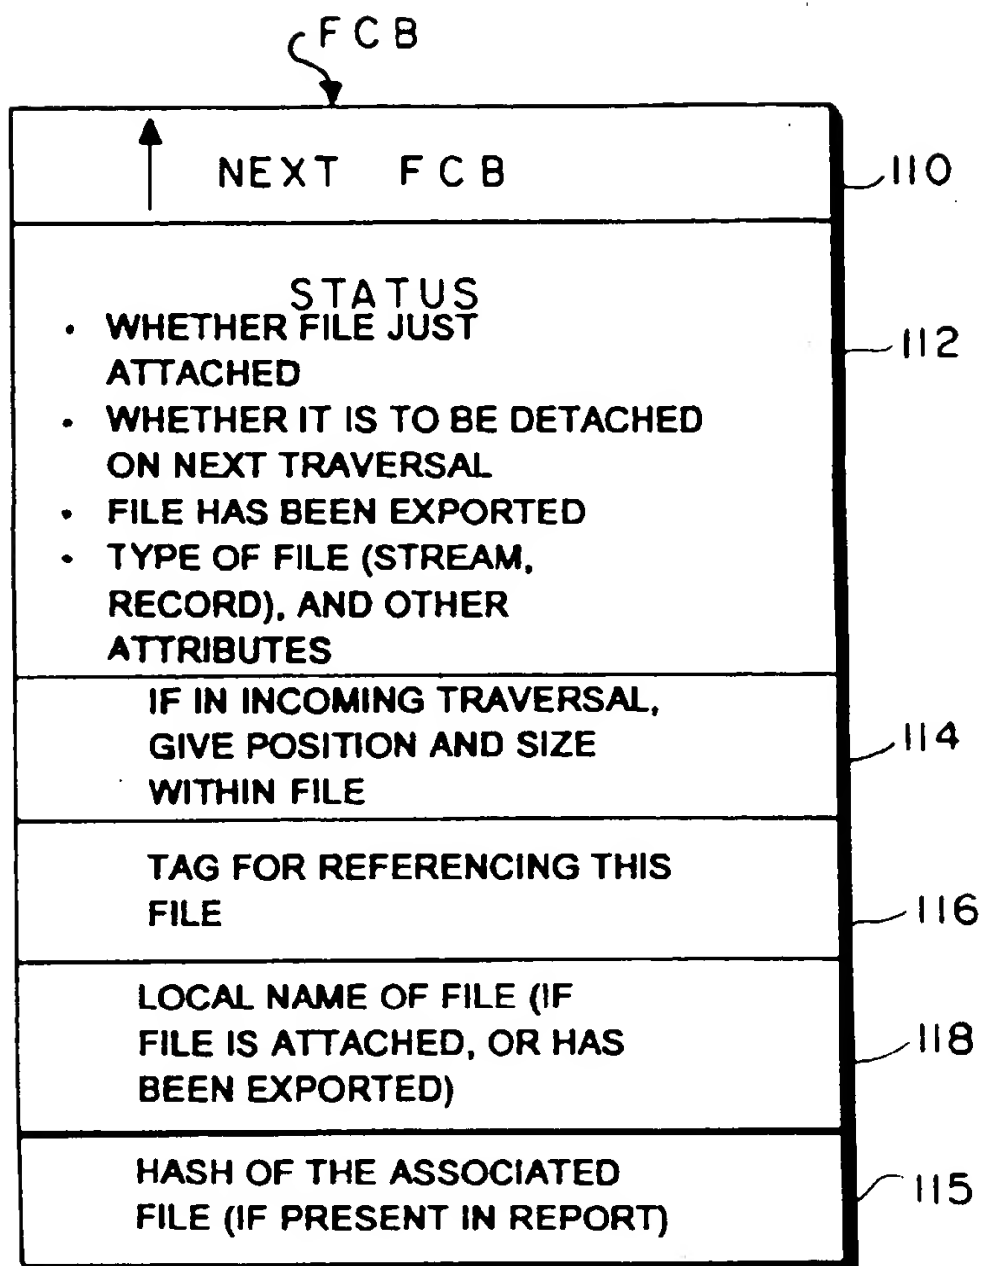 FCB
NEXT FCB
110
STATUS
112
• WHETHER FILE JUST
ATTACHED
• WHETHER IT IS TO BE DETACHED
ON NEXT TRAVERSAL
• FILE HAS BEEN EXPORTED
• TYPE OF FILE (STREAM,
RECORD), AND OTHER
ATTRIBUTES
IF IN INCOMING TRAVERSAL,
GIVE POSITION AND SIZE
WITHIN FILE
114
TAG FOR REFERENCING THIS
FILE
116
LOCAL NAME OF FILE (IF
FILE IS ATTACHED, OR HAS
BEEN EXPORTED)
118
HASH OF THE ASSOCIATED
FILE (IF PRESENT IN REPORT)
115